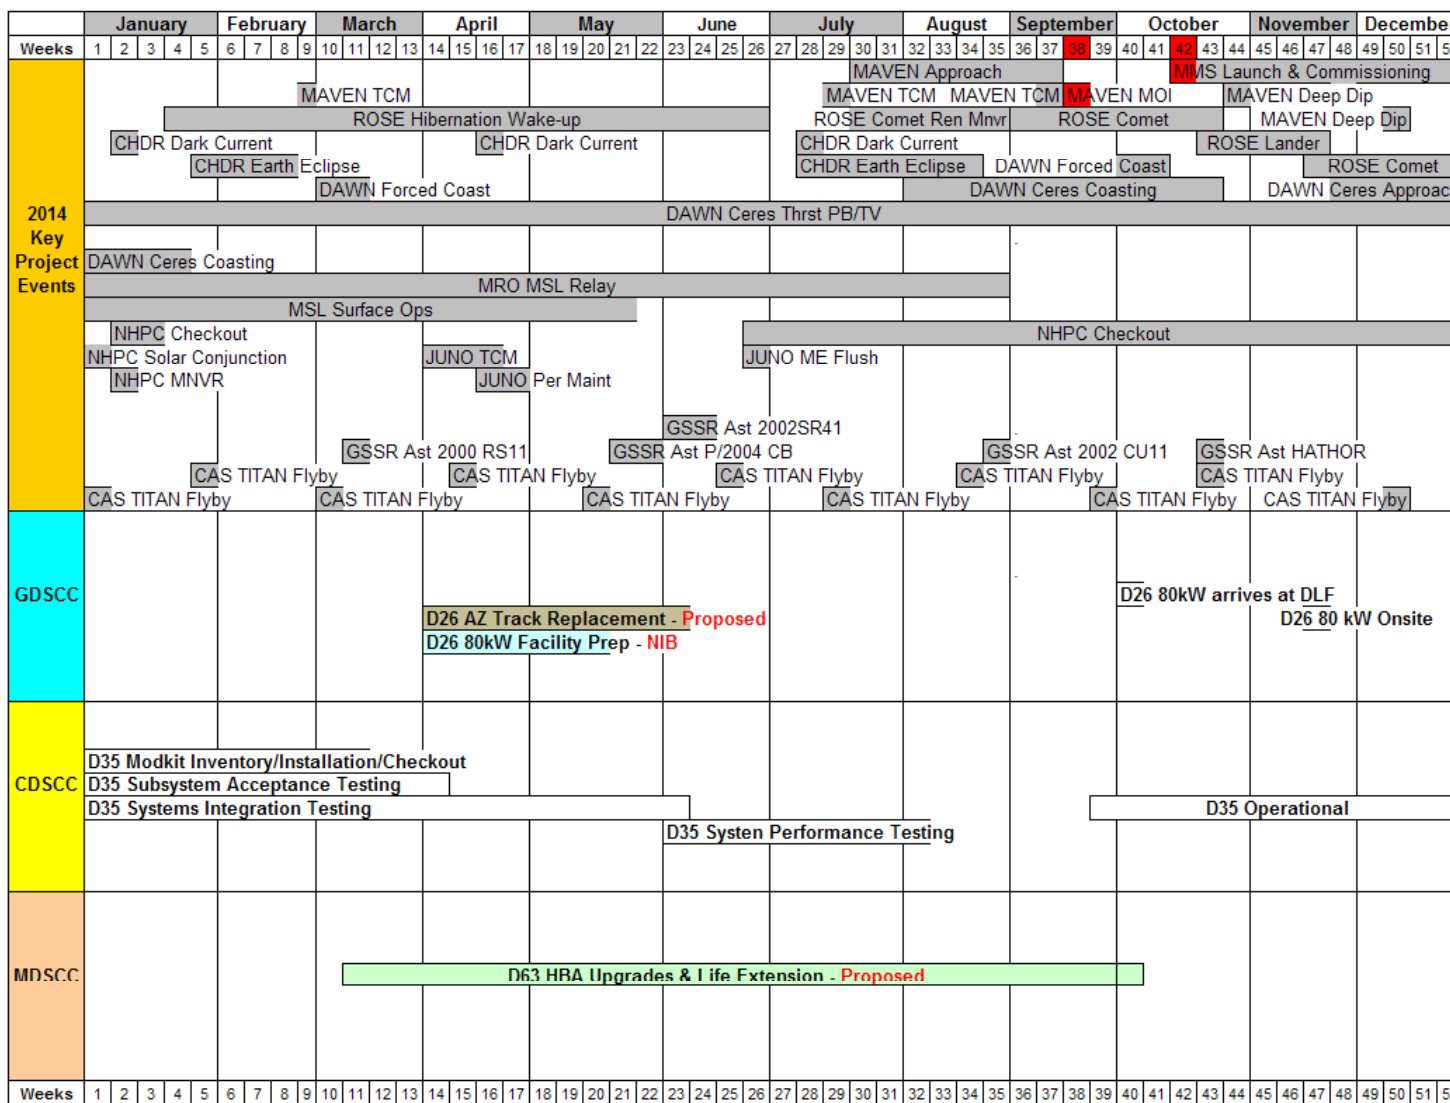 January February March April May June July August September October November Decembe
Weeks 1 2 3 4 5 6 7 8 9 10 11 12 13 14 15 16 17 18 19 20 21 22 23 24 25 26 27 28 29 30 31 32 33 34 35 36 37 38 39 40 41 42 43 44 45 46 47 48 49 50 51 5
MAVEN Approach MMS Launch & Commissioning
MAVEN TCM MAVEN TCM MAVEN TCM MAVEN MOI MAVEN Deep Dip
ROSE Hibernation Wake-up ROSE Comet Ren Mnvr ROSE Comet MAVEN Deep Dip
CHDR Dark Current CHDR Dark Current CHDR Dark Current ROSE Lander
CHDR Earth Eclipse CHDR Earth Eclipse DAWN Forced Coast ROSE Comet
DAWN Forced Coast DAWN Ceres Coasting DAWN Ceres Approac
2014 Key Project Events
DAWN Ceres Thrst PB/TV
DAWN Ceres Coasting
MRO MSL Relay
MSL Surface Ops
NHPC Checkout NHPC Checkout
NHPC Solar Conjunction JUNO TCM JUNO ME Flush
NHPC MNVR JUNO Per Maint
GSSR Ast 2002SR41
GSSR Ast 2000 RS11 GSSR Ast P/2004 CB GSSR Ast 2002 CU11 GSSR Ast HATHOR
CAS TITAN Flyby CAS TITAN Flyby CAS TITAN Flyby CAS TITAN Flyby CAS TITAN Flyby
CAS TITAN Flyby CAS TITAN Flyby CAS TITAN Flyby CAS TITAN Flyby CAS TITAN Flyby CAS TITAN Flyby
GDSCC D26 80kW arrives at DLF
D26 AZ Track Replacement - Proposed D26 80 kW Onsite
D26 80kW Facility Prep - NIB
D35 Modkit Inventory/Installation/Checkout
CDSCC D35 Subsystem Acceptance Testing
D35 Systems Integration Testing D35 Operational
D35 Systen Performance Testing
MDSCC D63 HBA Upgrades & Life Extension - Proposed
Weeks 1 2 3 4 5 6 7 8 9 10 11 12 13 14 15 16 17 18 19 20 21 22 23 24 25 26 27 28 29 30 31 32 33 34 35 36 37 38 39 40 41 42 43 44 45 46 47 48 49 50 51 5